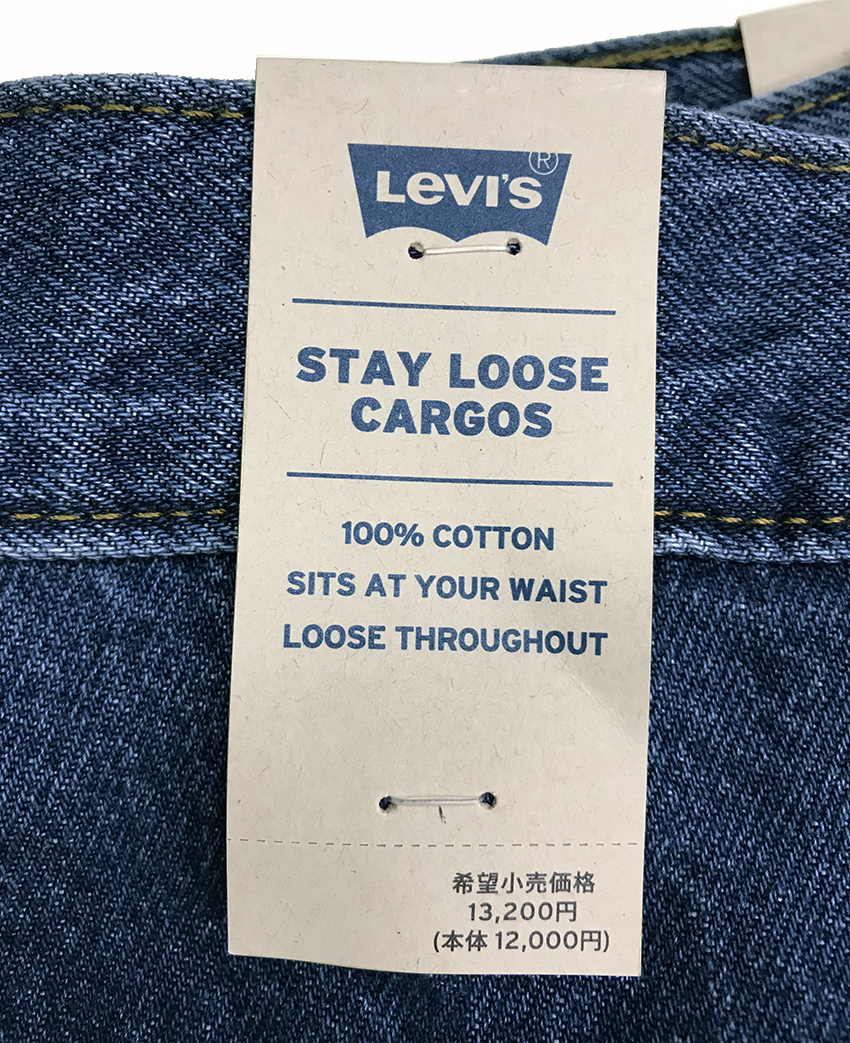 Levi's®
STAY LOOSE
CARGOS
100% COTTON
SITS AT YOUR WAIST
LOOSE THROUGHOUT
希望小売価格
13,200円
(本体 12,000円)